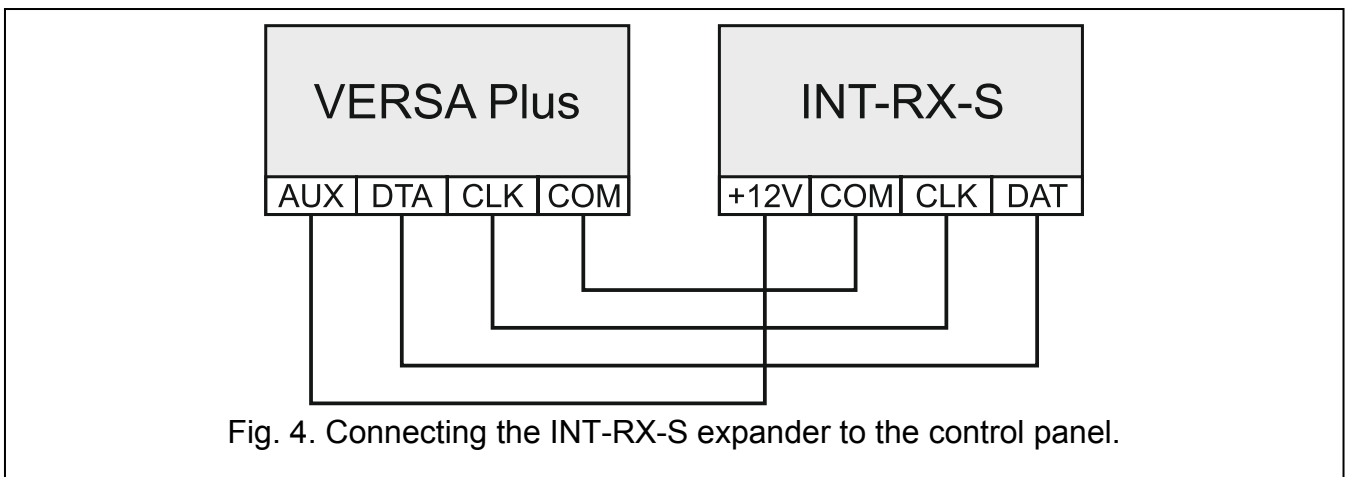 VERSA Plus INT-RX-S
AUX DTA CLK COM +12V COM CLK DAT
Fig. 4. Connecting the INT-RX-S expander to the control panel.